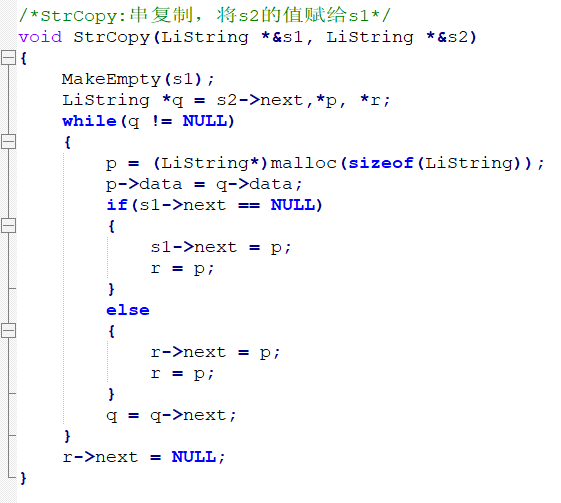 /*StrCopy:串复制，将s2的值赋给s1*/
void StrCopy(LiString *&s1, LiString *&s2)
{
    MakeEmpty(s1);
    LiString *q = s2->next,*p, *r;
    while(q != NULL)
    {
        p = (LiString*)malloc(sizeof(LiString));
        p->data = q->data;
        if(s1->next == NULL)
        {
            s1->next = p;
            r = p;
        }
        else
        {
            r->next = p;
            r = p;
        }
        q = q->next;
    }
    r->next = NULL;
}